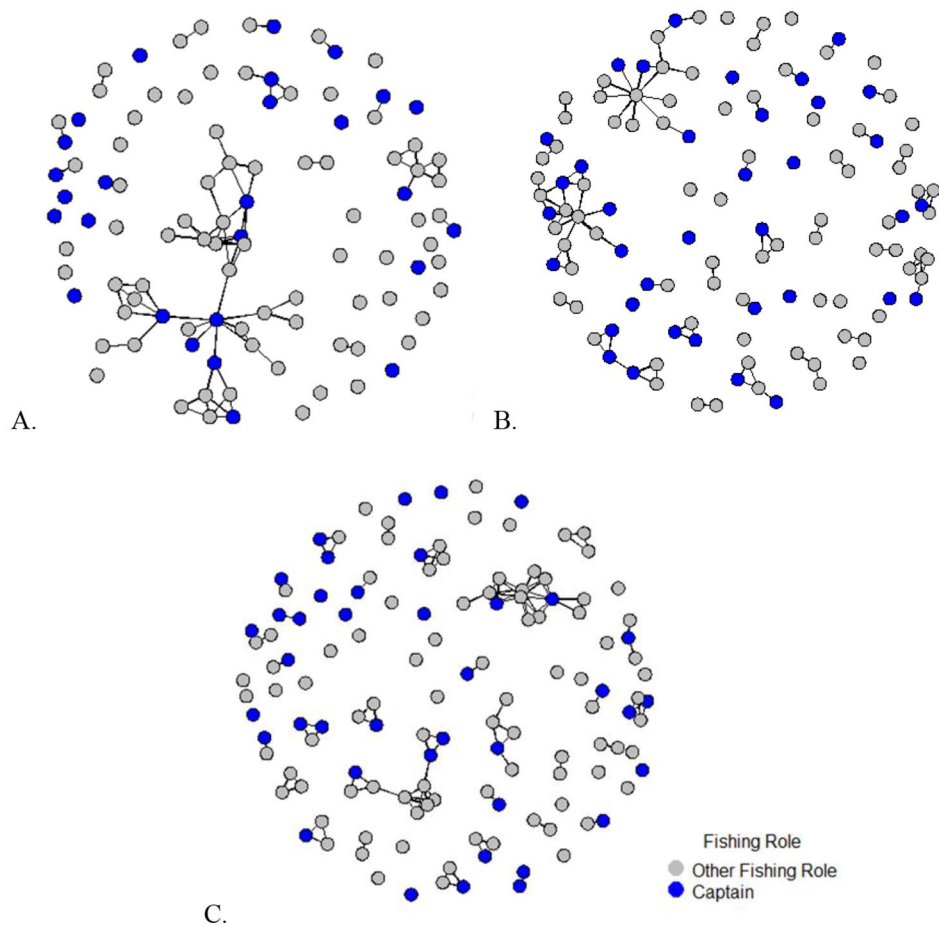 A.
B.
C.
Fishing Role
Other Fishing Role
Captain